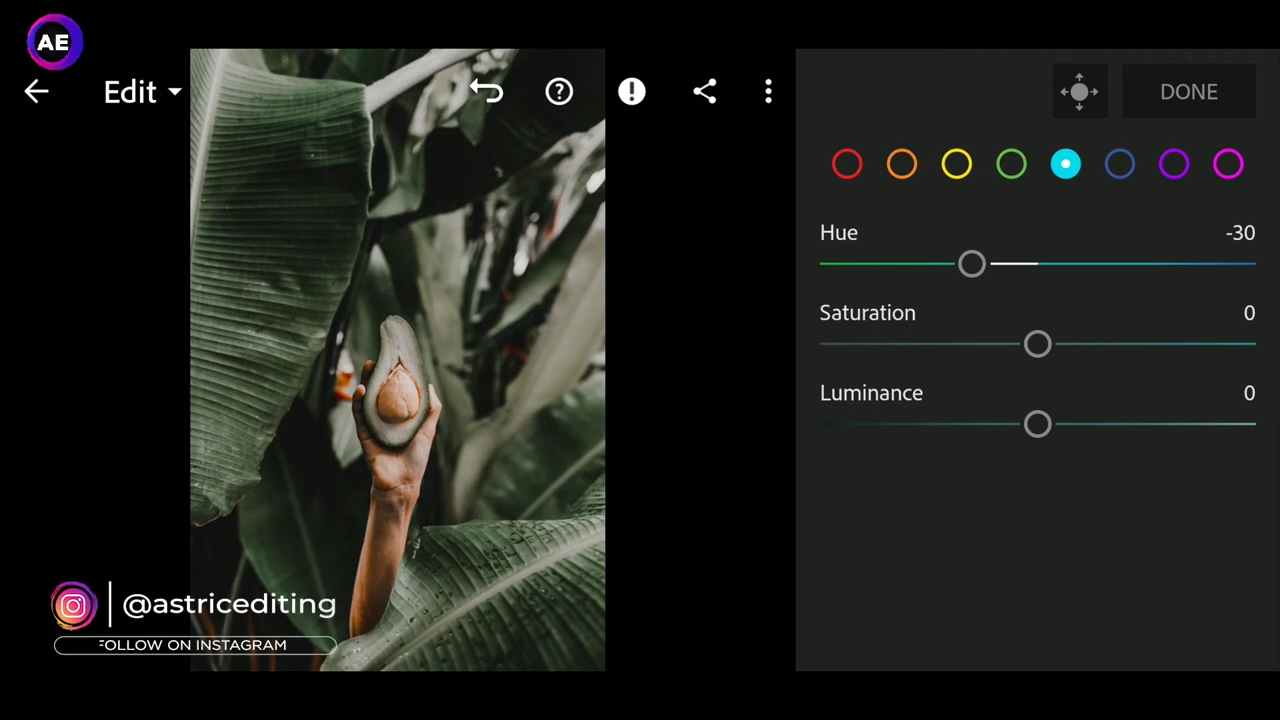 AE
Edit
DONE
Hue
-30
Saturation
0
Luminance
0
@astricediting
FOLLOW ON INSTAGRAM